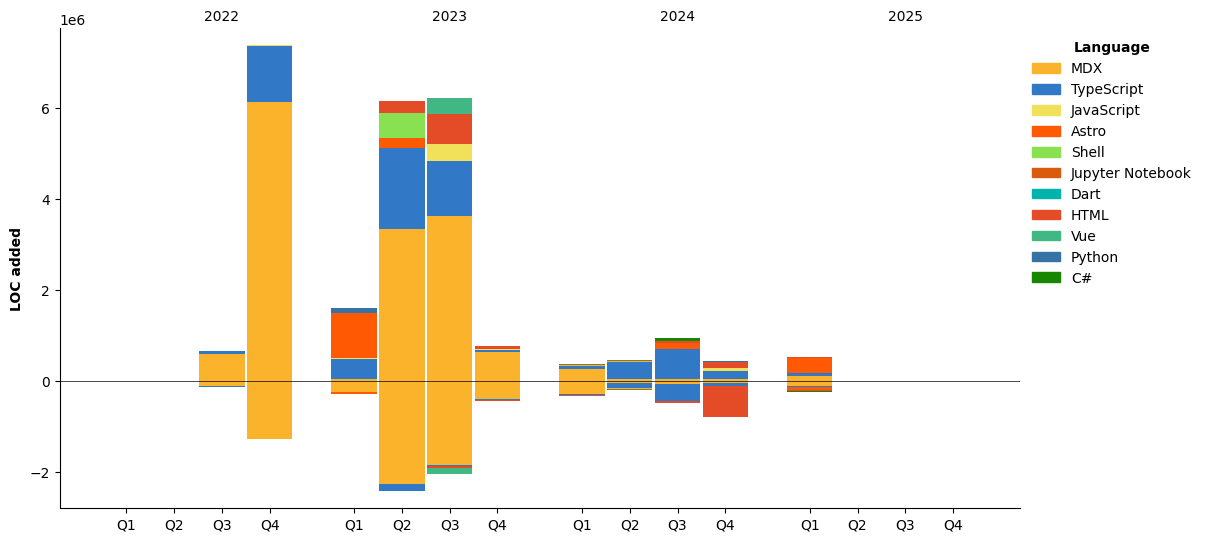 1e6
2022 2023 2024 2025
LOC added
6
4
2
0
−2
Q1 Q2 Q3 Q4 Q1 Q2 Q3 Q4 Q1 Q2 Q3 Q4 Q1 Q2 Q3 Q4
Language
MDX
TypeScript
JavaScript
Astro
Shell
Jupyter Notebook
Dart
HTML
Vue
Python
C#